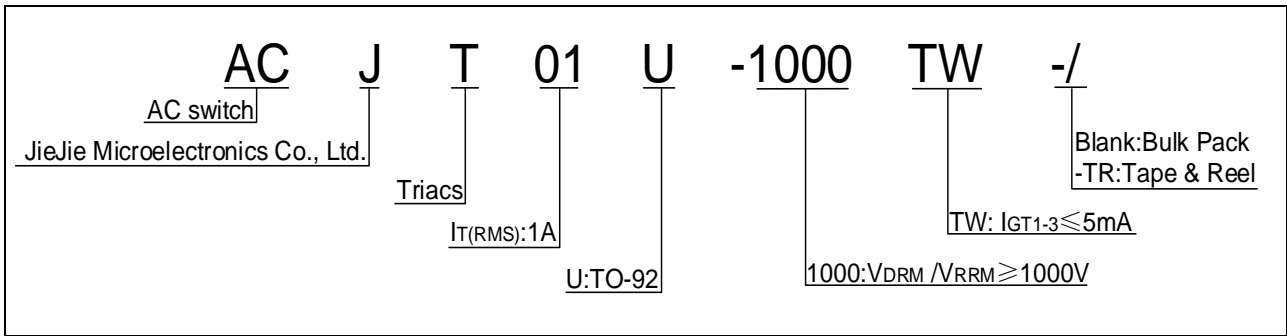 AC J T 01 U -1000 TW -/
AC switch
JieJie Microelectronics Co., Ltd.
Blank:Bulk Pack
-TR:Tape & Reel
Triacs
TW: IGT1-3≤5mA
IT(RMS):1A
U:TO-92
1000:VDRM /VRRM≥1000V